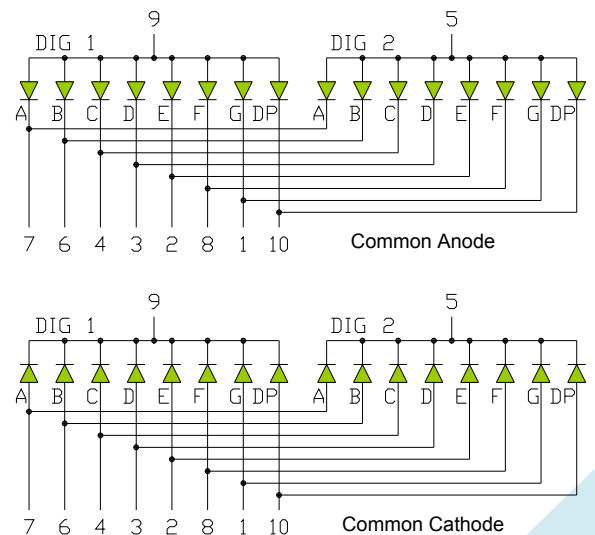 9 5
DIG 1 DIG 2
A B C D E F G DP A B C D E F G DP
7 6 4 3 2 8 1 10 Common Anode
9 5
DIG 1 DIG 2
A B C D E F G DP A B C D E F G DP
7 6 4 3 2 8 1 10 Common Cathode